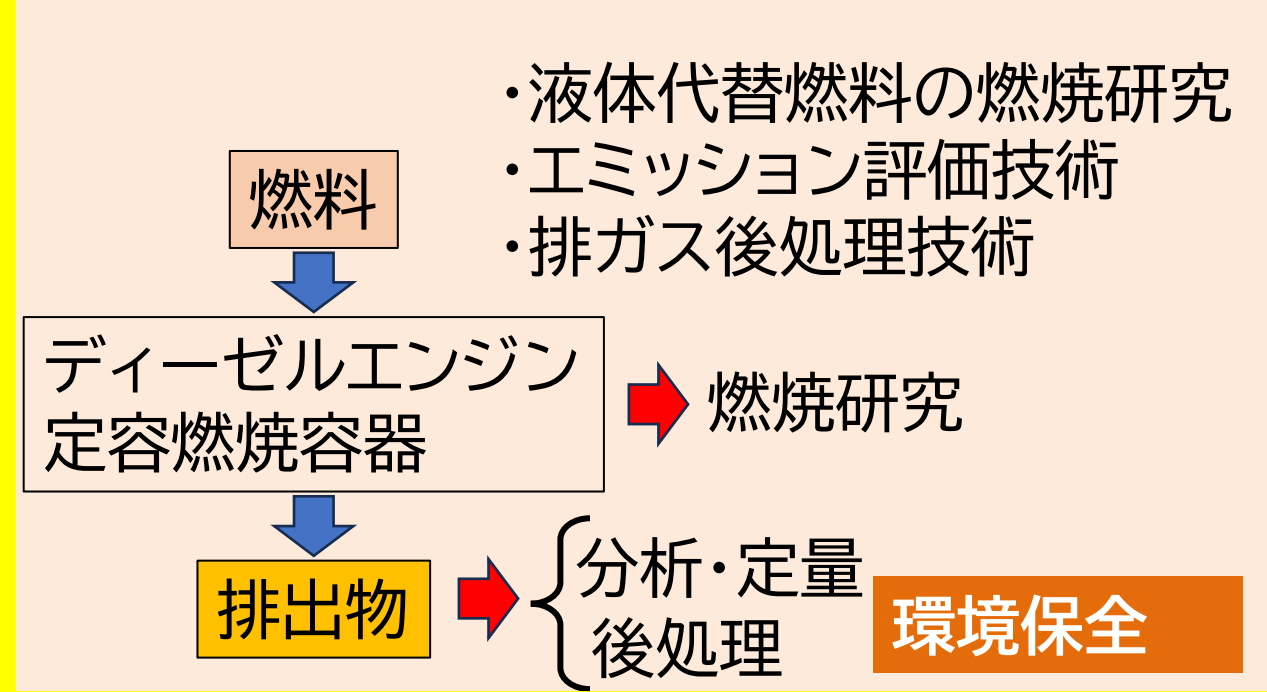 ・液体代替燃料の燃焼研究
・エミッション評価技術
・排ガス後処理技術
燃料
ディーゼルエンジン
定容燃焼容器
燃焼研究
排出物
分析・定量
後処理
環境保全